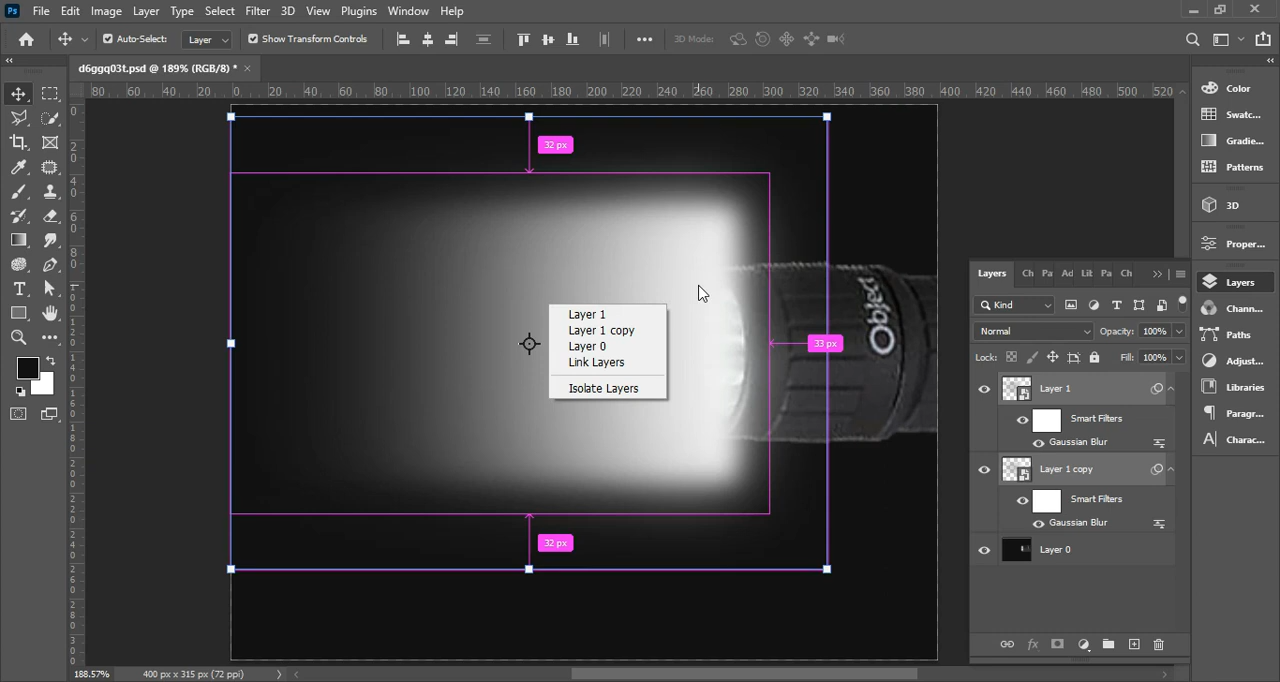 Ps File Edit Image Layer Type Select Filter 3D View Plugins Window Help
Auto-Select: Layer Show Transform Controls 3D Mode:
d6ggq03t.psd @ 189% (RGB/8) * ×
80 60 40 20 0 20 40 60 80 100 120 140 160 180 200 220 240 260 280 300 320 340 360 380 400 420 440 460 480 500 520
32 px
33 px
32 px
Layer 1
Layer 1 copy
Layer 0
Link Layers
Isolate Layers
Color
Swatc...
Gradie...
Patterns
3D
Proper...
Layers
Chann...
Paths
Adjust...
Libraries
Paragr...
Charac...
Layers Ch Pa Ad Lib Pa Ch
Kind
Normal Opacity: 100%
Lock: Fill: 100%
Layer 1
Smart Filters
Gaussian Blur
Layer 1 copy
Smart Filters
Gaussian Blur
Layer 0
fx
188.57% 400 px x 315 px (72 ppi)